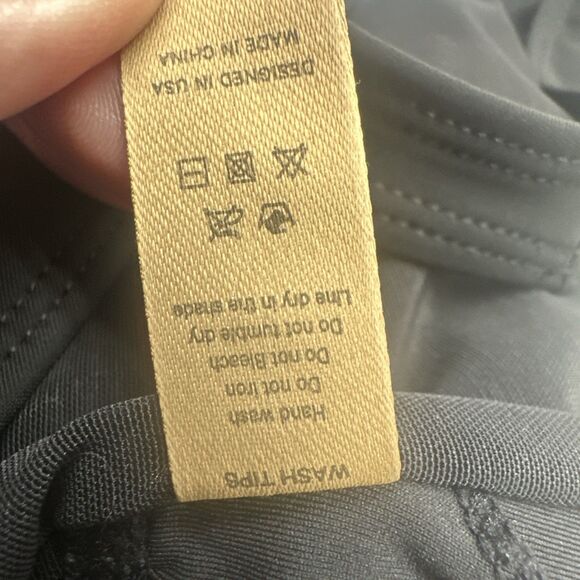 WASH TIPS
Hand wash
Do not Iron
Do not Bleach
Do not tumble dry
Line dry in the shade
DESIGNED IN USA
MADE IN CHINA